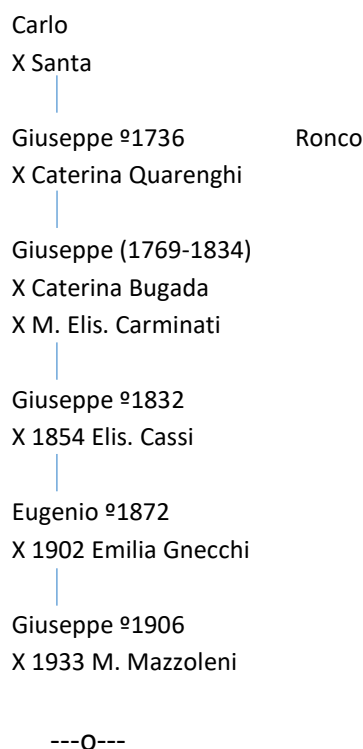 Carlo
X Santa
Giuseppe º1736 Ronco
X Caterina Quarenghi
Giuseppe (1769-1834)
X Caterina Bugada
X M. Elis. Carminati
Giuseppe º1832
X 1854 Elis. Cassi
Eugenio º1872
X 1902 Emilia Gnecchi
Giuseppe º1906
X 1933 M. Mazzoleni
---o---